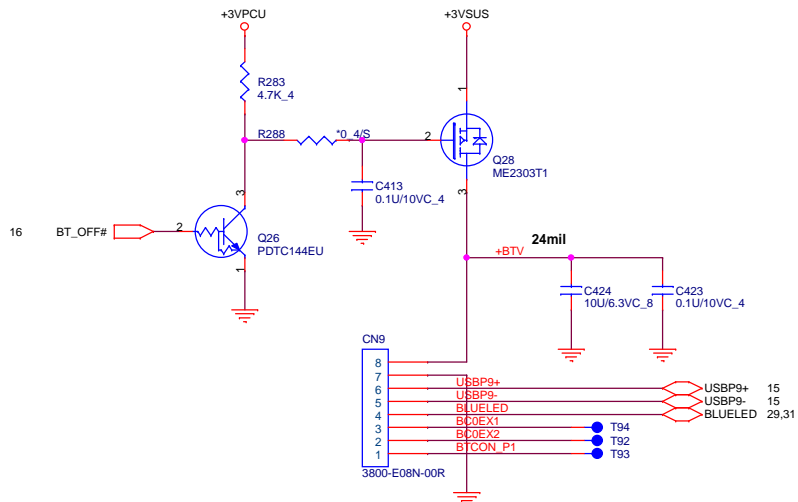 +3VPCU
+3VSUS
R283
4.7K_4
1
R288
*0_4/S
2
Q28
ME2303T1
C413
0.1U/10VC_4
3
3
16
BT_OFF#
2
Q26
PDTC144EU
1
24mil
+BTV
C424
10U/6.3VC_8
C423
0.1U/10VC_4
CN9
8
7
6 USBP9+ USBP9+ 15
5 USBP9- USBP9- 15
4 BLUELED BLUELED 29,31
3 BC0EX1 T94
2 BC0EX2 T92
1 BTCON_P1 T93
3800-E08N-00R